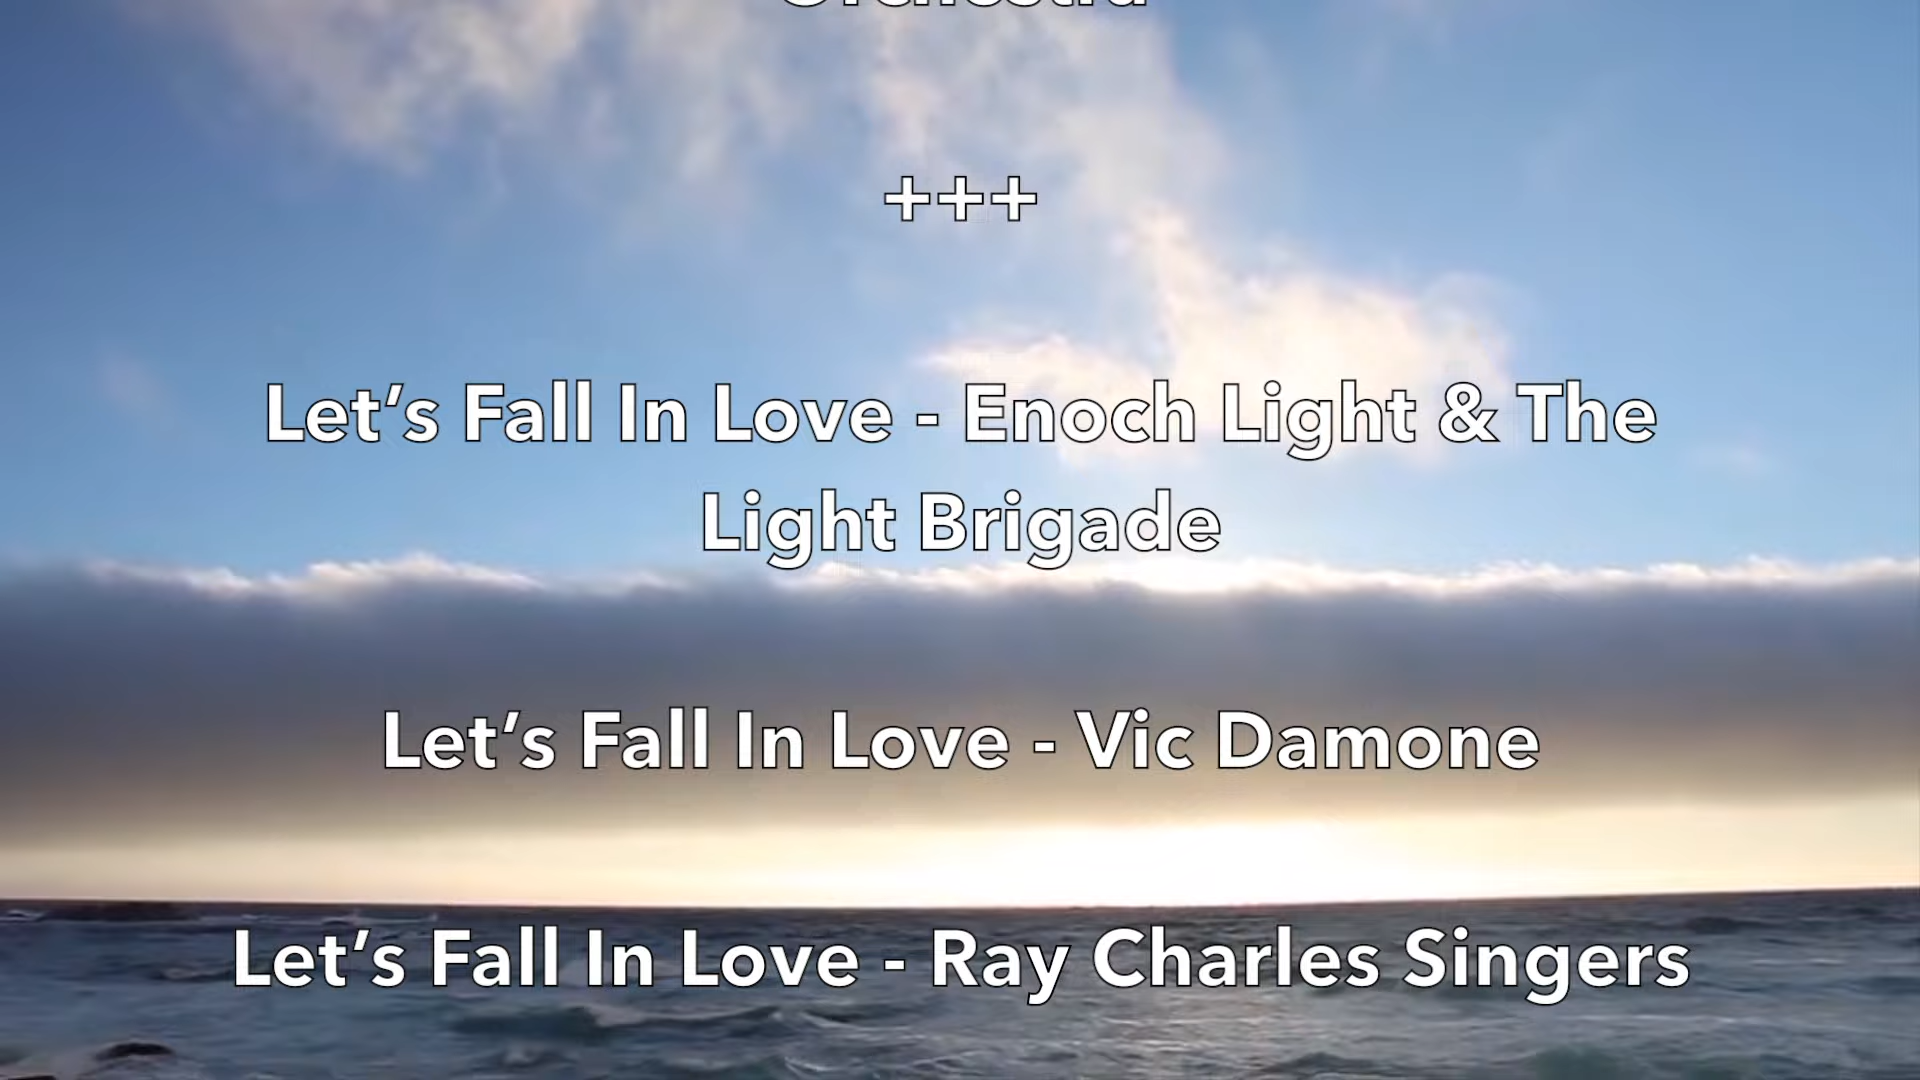 Orchestra
+++
Let’s Fall In Love - Enoch Light & The
Light Brigade
Let’s Fall In Love - Vic Damone
Let’s Fall In Love - Ray Charles Singers